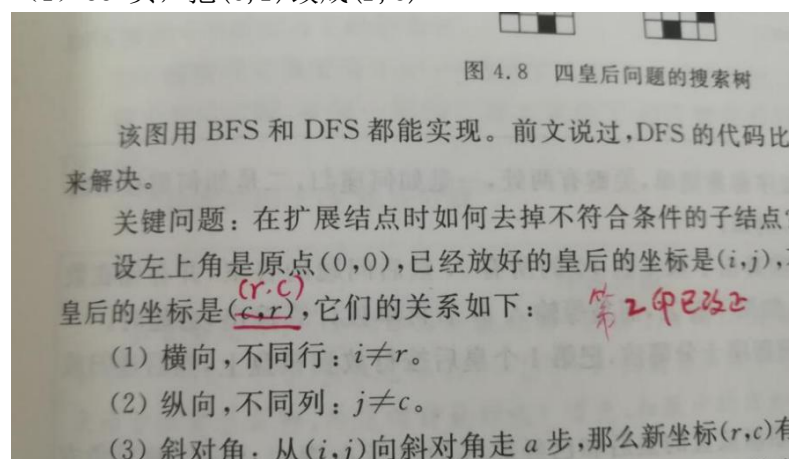 图 4.8 四皇后问题的搜索树
该图用 BFS 和 DFS 都能实现。前文说过,DFS 的代码比
来解决。
关键问题：在扩展结点时如何去掉不符合条件的子结点
设左上角是原点(0,0),已经放好的皇后的坐标是(i,j),
(r.c)
皇后的坐标是(c,r),它们的关系如下： 第2印已改正
(1) 横向,不同行：i≠r。
(2) 纵向,不同列：j≠c。
(3) 斜对角：从(i,j)向斜对角走 a 步,那么新坐标(r,c)有